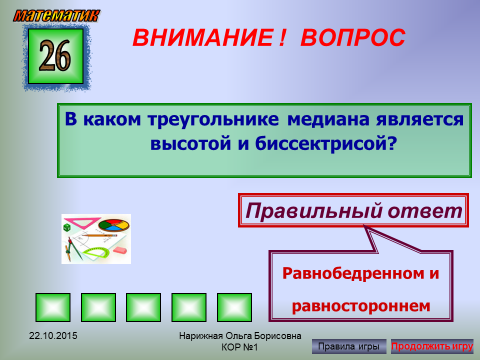 математик
26
ВНИМАНИЕ ! ВОПРОС
В каком треугольнике медиана является
высотой и биссектрисой?
Правильный ответ
Равнобедренном и
равностороннем
22.10.2015
Нарижная Ольга Борисовна
КОР №1
Правила игры
Продолжить игру